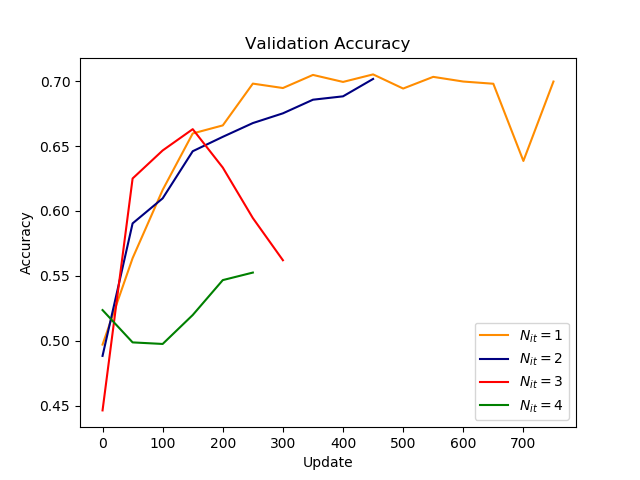 Validation Accuracy
Accuracy
0.70
0.65
0.60
0.55
0.50
0.45
0 100 200 300 400 500 600 700
Update
N_it = 1
N_it = 2
N_it = 3
N_it = 4